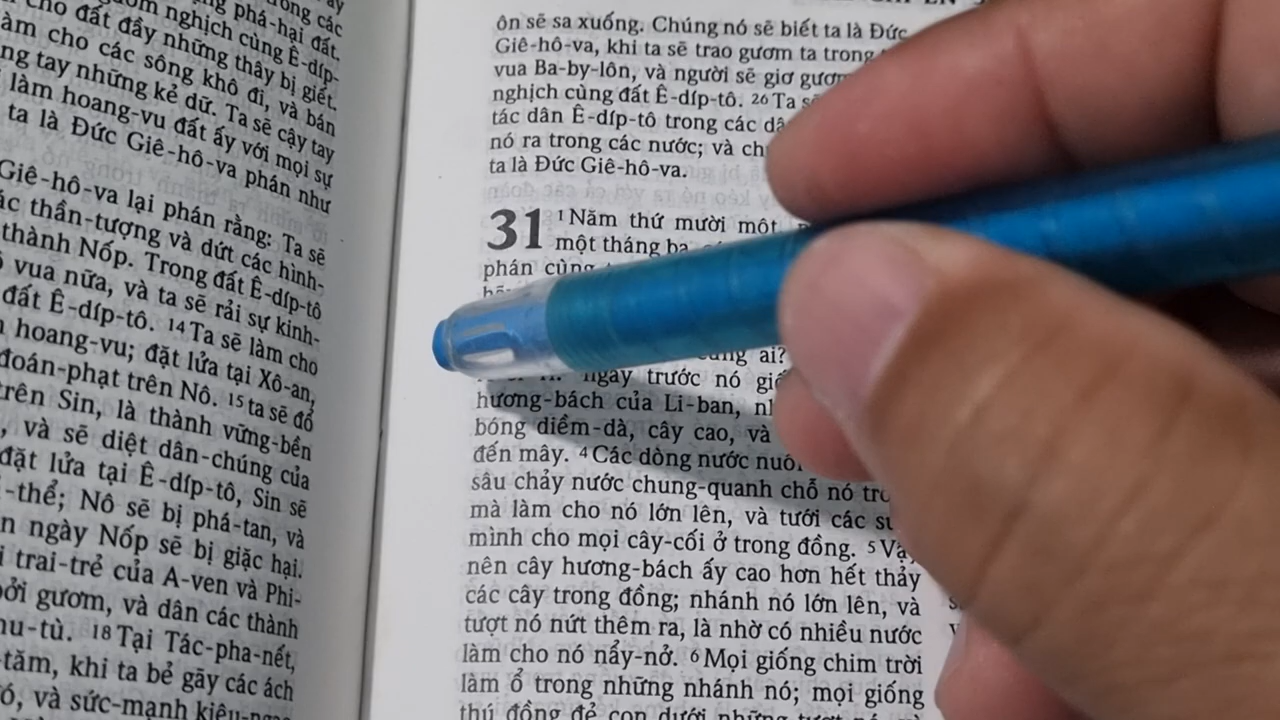 phá-hại đất.
nghịch cùng Ê-díp-
cho đất đầy những thây bị giết.
làm cho các sông khô đi, và bán
tay những kẻ dữ. Ta sẽ cậy tay
làm hoang-vu đất ấy với mọi sự
ta là Đức Giê-hô-va phán như
Giê-hô-va lại phán rằng: Ta sẽ
thần-tượng và dứt các hình-
thành Nốp. Trong đất Ê-díp-tô
vua nữa, và ta sẽ rải sự kinh-
đất Ê-díp-tô. 14 Ta sẽ làm cho
hoang-vu; đặt lửa tại Xô-an,
đoán-phạt trên Nô. 15 ta sẽ đổ
trên Sin, là thành vững-bền
, và sẽ diệt dân-chúng của
đặt lửa tại Ê-díp-tô, Sin sẽ
-thể; Nô sẽ bị phá-tan, và
ngày Nốp sẽ bị giặc hại.
trai-trẻ của A-ven và Phi-
bởi gươm, và dân các thành
phu-tù. 18 Tại Tác-pha-nết,
-tăm, khi ta bẻ gãy các ách
đó, và sức-mạnh kiêu-ngạo
ôn sẽ sa xuống. Chúng nó sẽ biết ta là Đức
Giê-hô-va, khi ta sẽ trao gươm ta trong
vua Ba-by-lôn, và người sẽ giơ gươm
nghịch cùng đất Ê-díp-tô. 26 Ta
tác dân Ê-díp-tô trong các
nó ra trong các nước; và
ta là Đức Giê-hô-va.
31 1 Năm thứ mười một
một tháng ba
phán cùng
ai?
ngày trước nó
hương-bách của Li-ban,
bóng diềm-dà, cây cao, và
đến mây. 4 Các dòng nước nuôi
sâu chảy nước chung-quanh chỗ nó
mà làm cho nó lớn lên, và tưới các
mình cho mọi cây-cối ở trong đồng. 5 Vậy
nên cây hương-bách ấy cao hơn hết thảy
các cây trong đồng; nhánh nó lớn lên, và
tượt nó nứt thêm ra, là nhờ có nhiều nước
làm cho nó nẩy-nở. 6 Mọi giống chim trời
làm ổ trong những nhánh nó; mọi giống
thú đồng đẻ con dưới những tượt nó